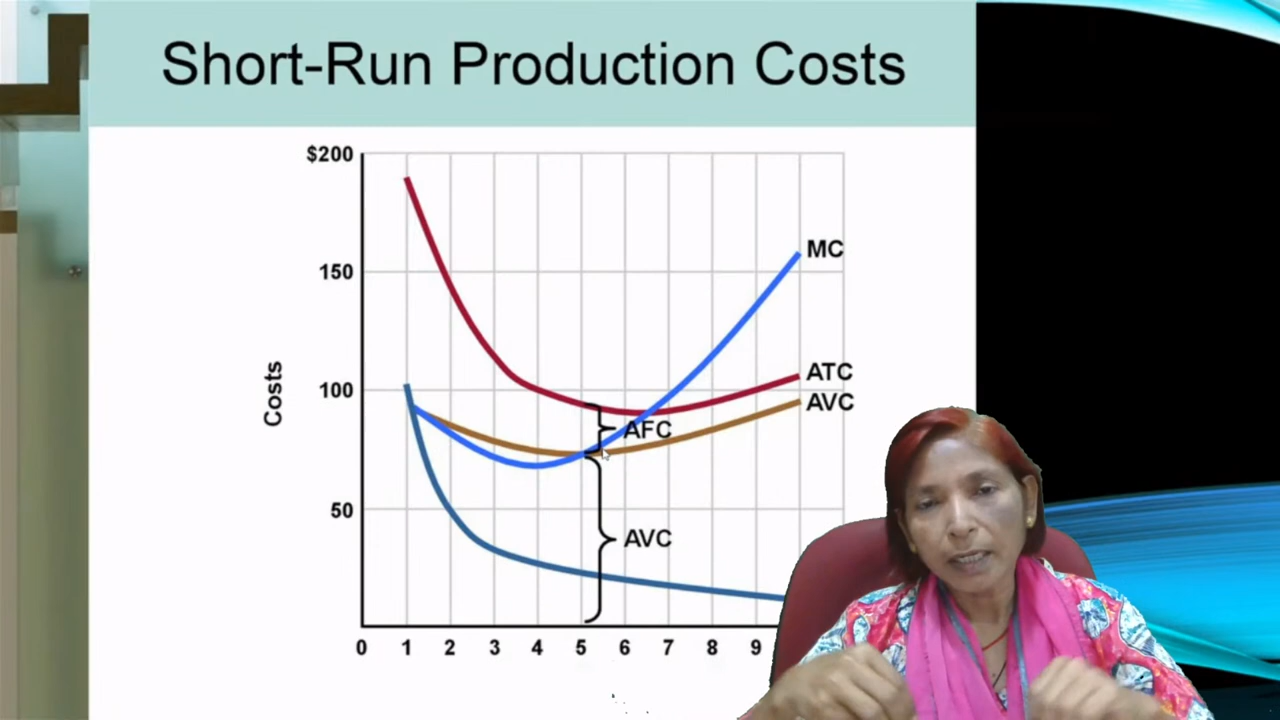 Short-Run Production Costs
$200
150
100
50
Costs
MC
ATC
AVC
AFC
AVC
0 1 2 3 4 5 6 7 8 9